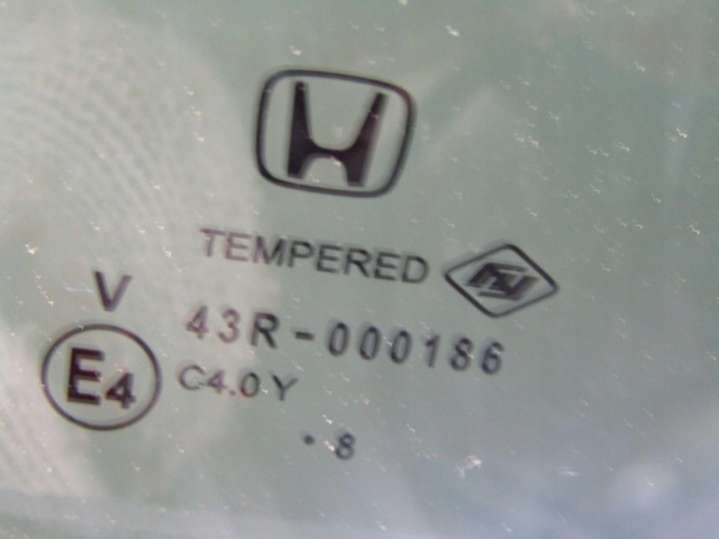 TEMPERED
V
43R-000186
E4 C4.0Y
. 8